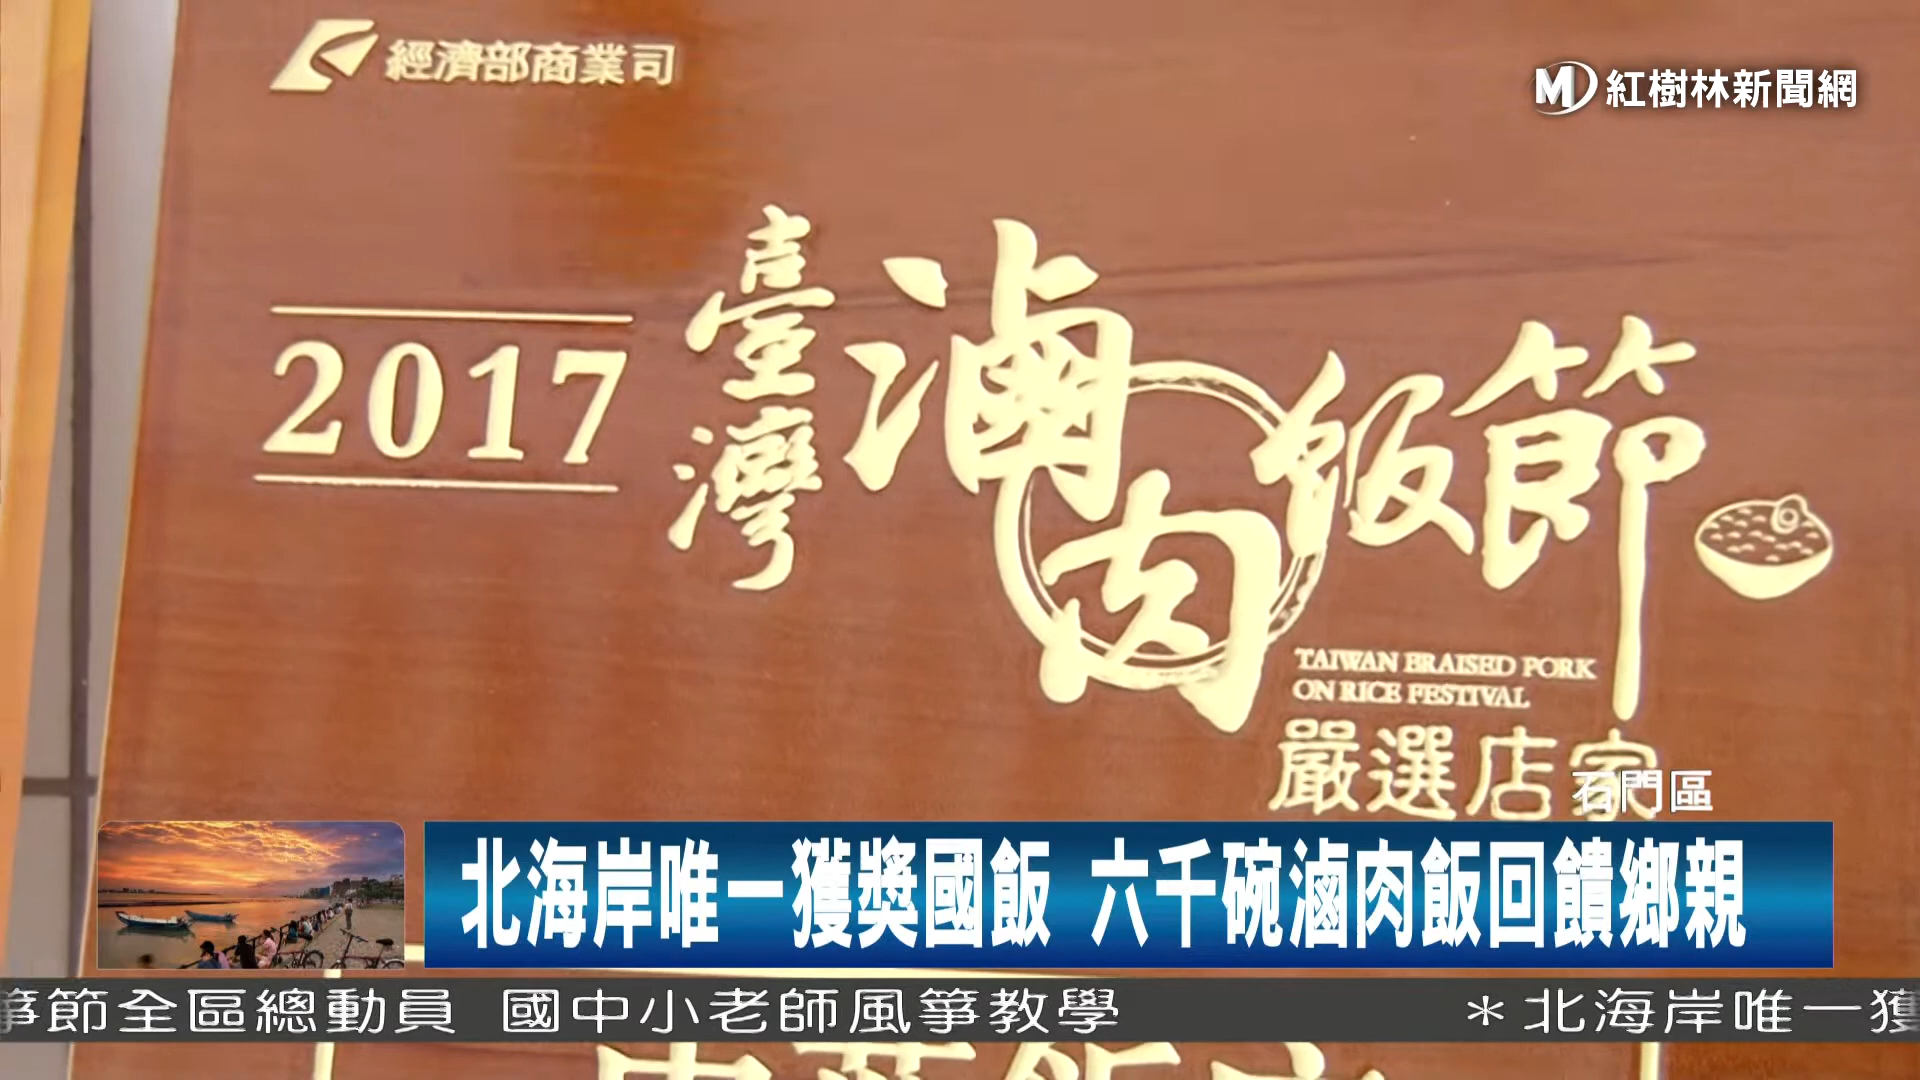 經濟部商業司
紅樹林新聞網
2017
臺灣
滷肉飯節
TAIWAN BRAISED PORK
ON RICE FESTIVAL
嚴選店家
石門區
北海岸唯一獲獎國飯 六千碗滷肉飯回饋鄉親
箏節全區總動員 國中小老師風箏教學 *北海岸唯一獲